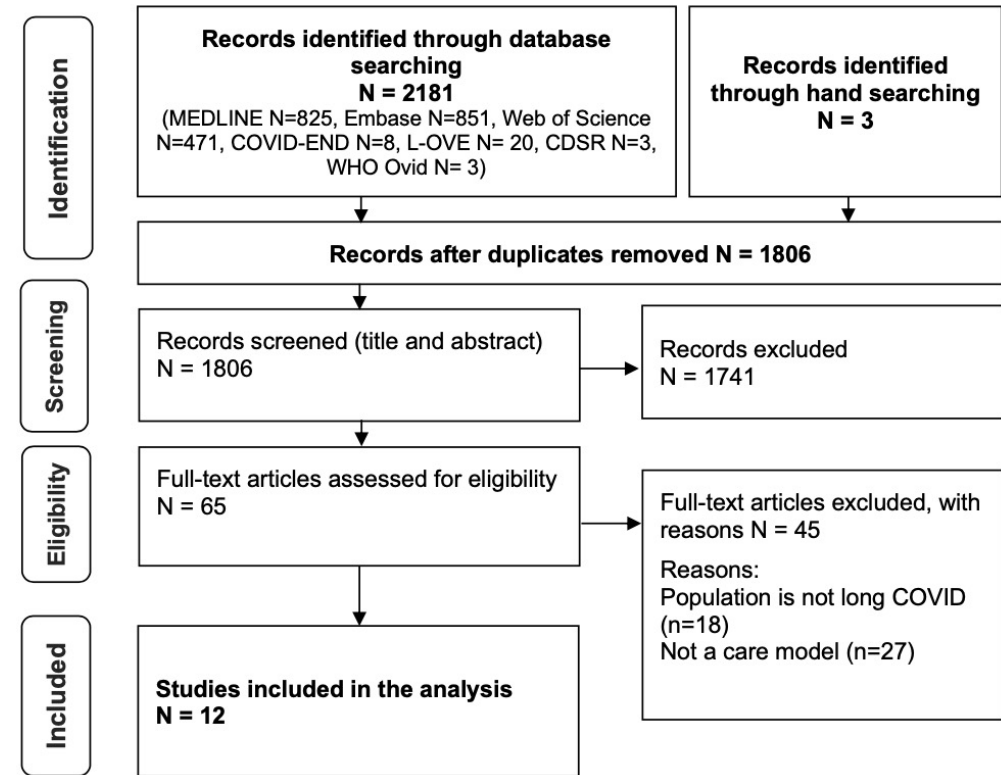 Identification
Records identified through database
searching
N = 2181
(MEDLINE N=825, Embase N=851, Web of Science
N=471, COVID-END N=8, L-OVE N= 20, CDSR N=3,
WHO Ovid N= 3)
Records identified
through hand searching
N = 3
Records after duplicates removed N = 1806
Screening
Records screened (title and abstract)
N = 1806
Records excluded
N = 1741
Eligibility
Full-text articles assessed for eligibility
N = 65
Full-text articles excluded, with
reasons N = 45
Reasons:
Population is not long COVID
(n=18)
Not a care model (n=27)
Included
Studies included in the analysis
N = 12